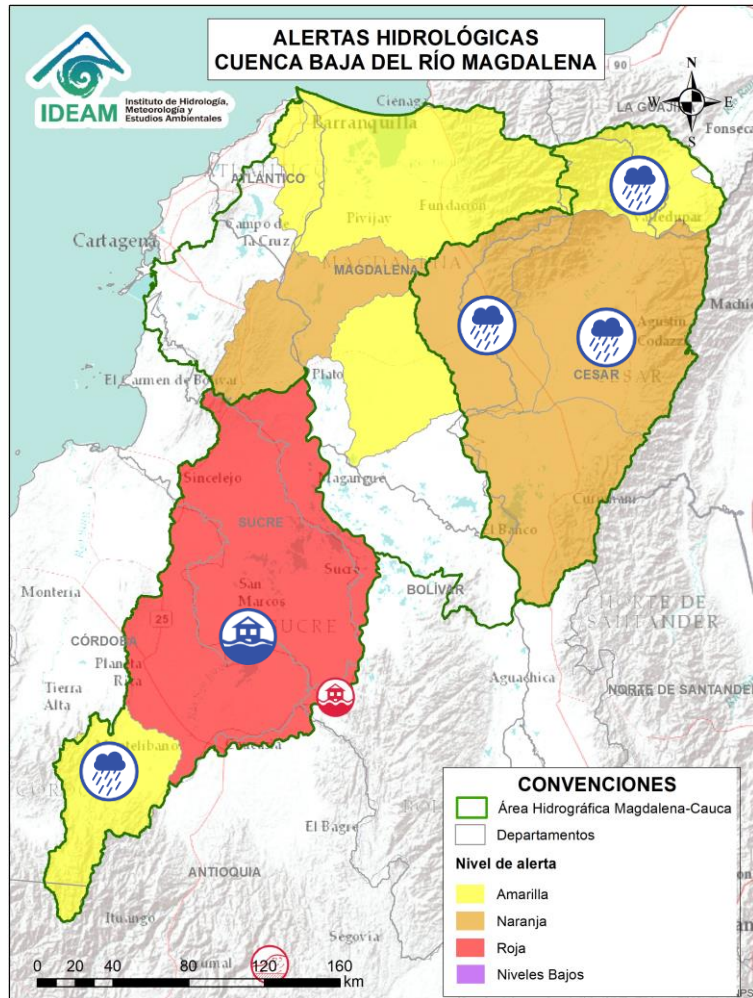 ALERTAS HIDROLÓGICAS
CUENCA BAJA DEL RÍO MAGDALENA
IDEAM
Instituto de Hidrología,
Meteorología y
Estudios Ambientales
90
N
W
E
S
LA GUAJI
Fonseca
Ciénaga
Barranquilla
ATLÁNTICO
Campo de
la Cruz
Cartagena
Pivijay
Fundación
Valledupar
MAGDALENA
Agustín
Codazzi
CESAR
El Carmen de Bolívar
Plato
Sincelejo
Magangue
SUCRE
Curumaní
El Banco
Sucre
San
Marcos
SUCRE
BOLÍVAR
Montería
25
CÓRDOBA
Planeta
Rica
Tierra
Alta
NORTE DE
SANTANDER
Aguachica
NORTE DE SANTANDER
Caucasia
El Bagre
ANTIOQUIA
Ituango
Segovia
CONVENCIONES
Área Hidrográfica Magdalena-Cauca
Departamentos
Nivel de alerta
Amarilla
Naranja
Roja
Niveles Bajos
0 40 80 120 160
km